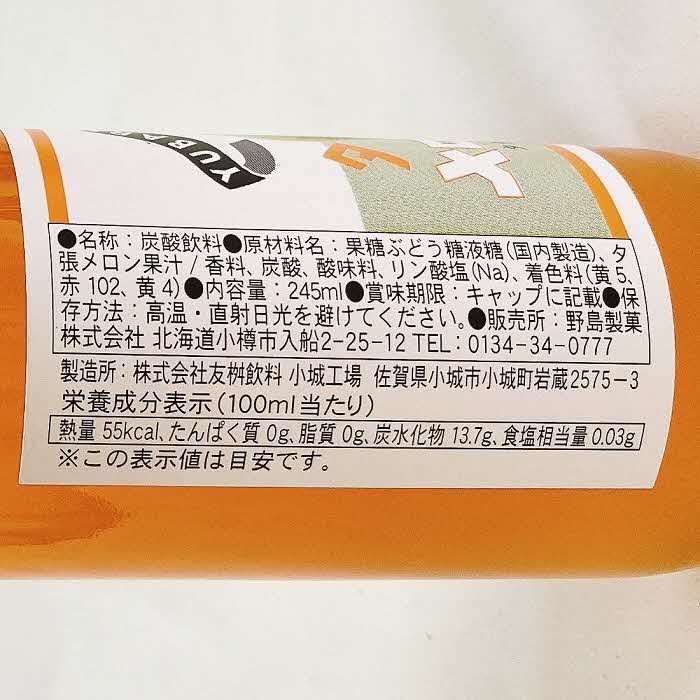 YUBA
タ
メ
●名称：炭酸飲料●原材料名：果糖ぶどう糖液糖(国内製造)、夕
張メロン果汁/香料、炭酸、酸味料、リン酸塩(Na)、着色料(黄5、
赤102、黄4)●内容量：245ml●賞味期限：キャップに記載●保
存方法：高温・直射日光を避けてください。●販売所：野島製菓
株式会社 北海道小樽市入船2-25-12 TEL：0134-34-0777
製造所：株式会社友桝飲料 小城工場 佐賀県小城市小城町岩蔵2575-3
栄養成分表示(100ml当たり)
熱量 55kcal、たんぱく質 0g、脂質 0g、炭水化物 13.7g、食塩相当量 0.03g
※この表示値は目安です。